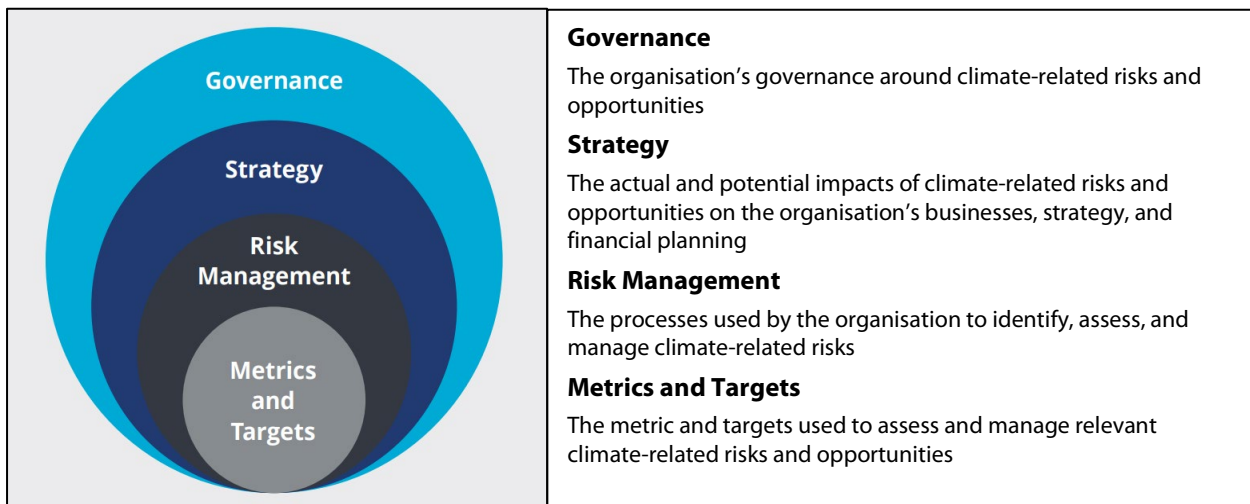 Governance
Strategy
Risk
Management
Metrics
and
Targets
Governance
The organisation’s governance around climate-related risks and
opportunities
Strategy
The actual and potential impacts of climate-related risks and
opportunities on the organisation’s businesses, strategy, and
financial planning
Risk Management
The processes used by the organisation to identify, assess, and
manage climate-related risks
Metrics and Targets
The metric and targets used to assess and manage relevant
climate-related risks and opportunities